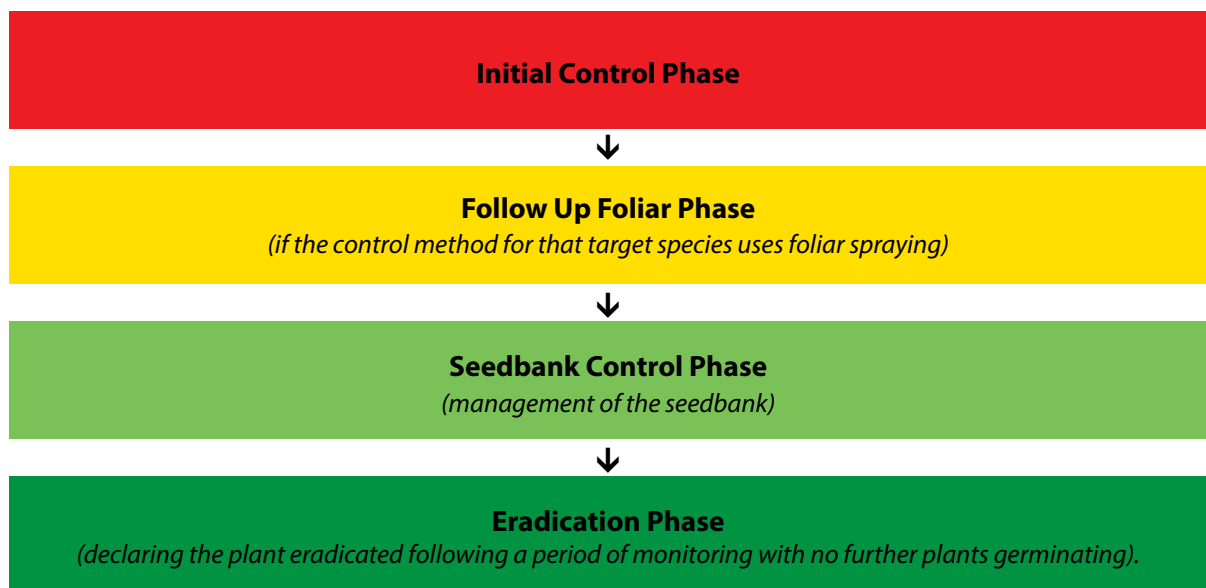 Initial Control Phase
Follow Up Foliar Phase
(if the control method for that target species uses foliar spraying)
Seedbank Control Phase
(management of the seedbank)
Eradication Phase
(declaring the plant eradicated following a period of monitoring with no further plants germinating).